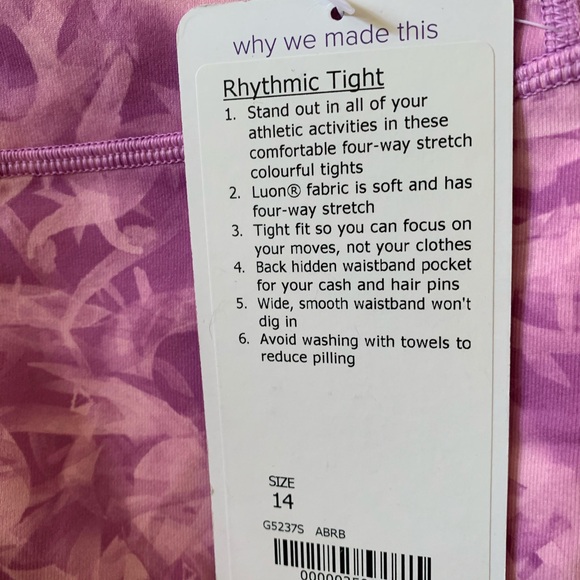 why we made this
Rhythmic Tight
1. Stand out in all of your
athletic activities in these
comfortable four-way stretch
colourful tights
2. Luon® fabric is soft and has
four-way stretch
3. Tight fit so you can focus on
your moves, not your clothes
4. Back hidden waistband pocket
for your cash and hair pins
5. Wide, smooth waistband won't
dig in
6. Avoid washing with towels to
reduce pilling
SIZE
14
G5237S ABRB